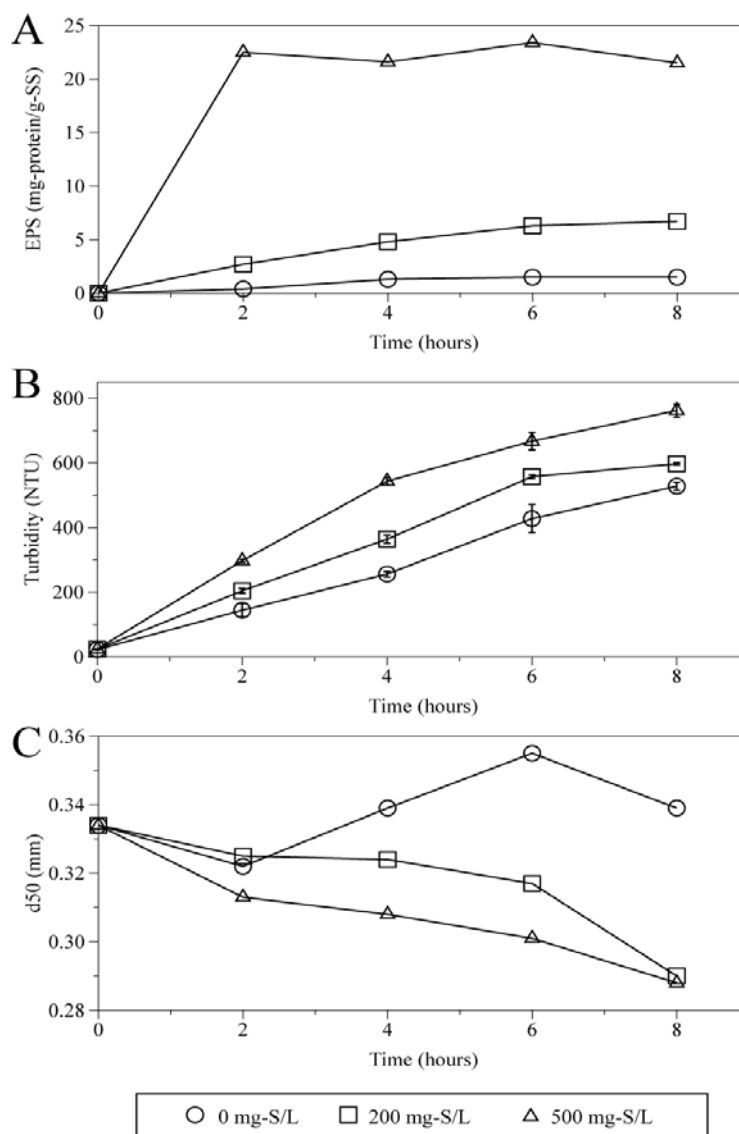 A
EPS (mg-protein/g-SS)
25
20
15
10
5
0
0 2 4 6 8
Time (hours)
B
Turbidity (NTU)
800
600
400
200
0
0 2 4 6 8
Time (hours)
C
d50 (mm)
0.36
0.34
0.32
0.30
0.28
0 2 4 6 8
Time (hours)
0 mg-S/L 200 mg-S/L 500 mg-S/L